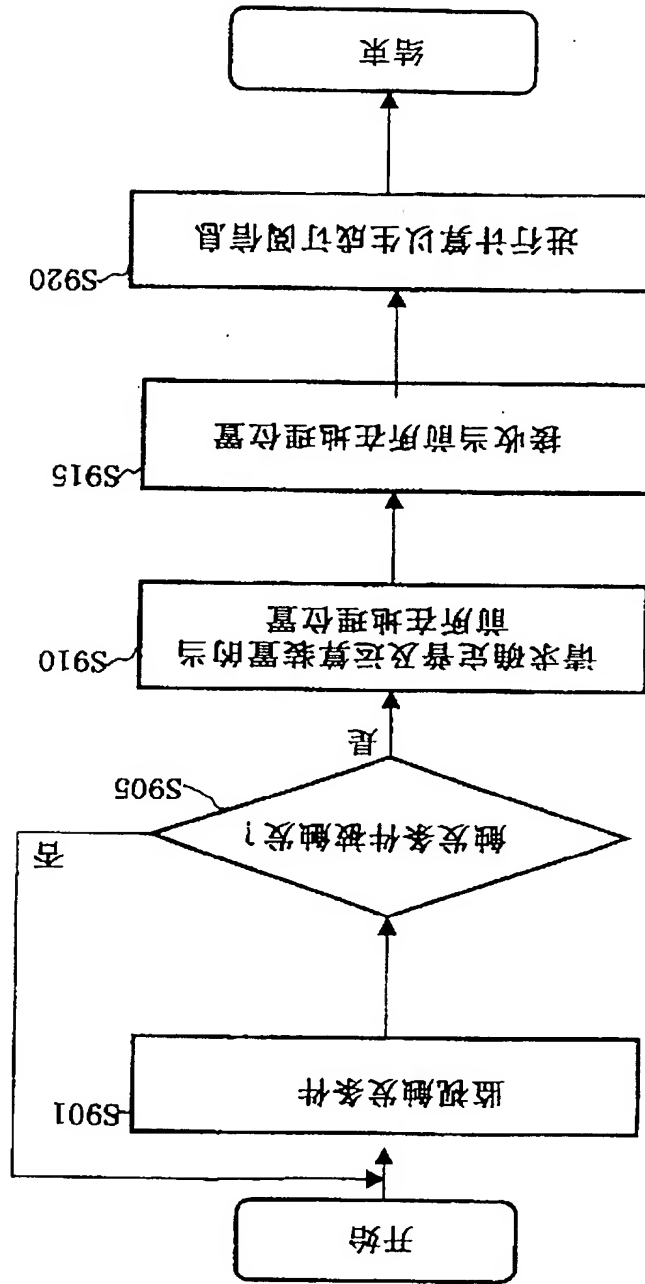 开始
监视触发条件
S901
触发条件被触发？
S905
否
是
请求确定普及运算装置的当
前所在地理位置
S910
接收当前所在地理位置
S915
进行计算以生成订阅信息
S920
结束